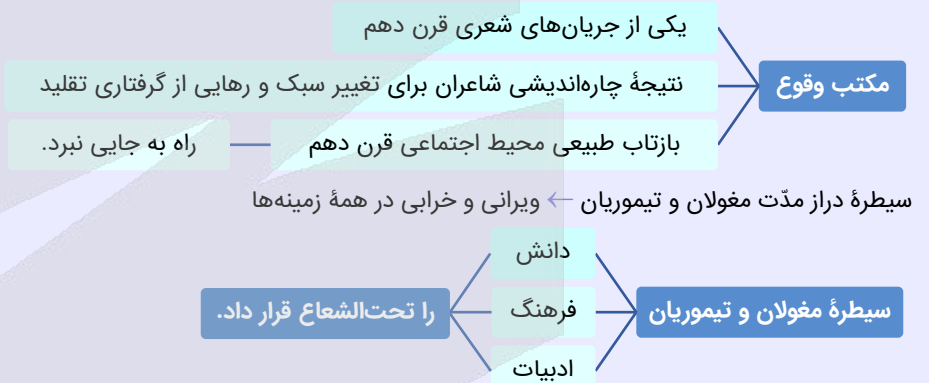 یکی از جریان‌های شعری قرن دهم
مکتب وقوع
نتیجهٔ چاره‌اندیشی شاعران برای تغییر سبک و رهایی از گرفتاری تقلید
بازتاب طبیعی محیط اجتماعی قرن دهم
راه به جایی نبرد.
سیطرهٔ دراز مدّت مغولان و تیموریان ← ویرانی و خرابی در همهٔ زمینه‌ها
سیطرهٔ مغولان و تیموریان
دانش
فرهنگ
ادبیات
را تحت‌الشعاع قرار داد.